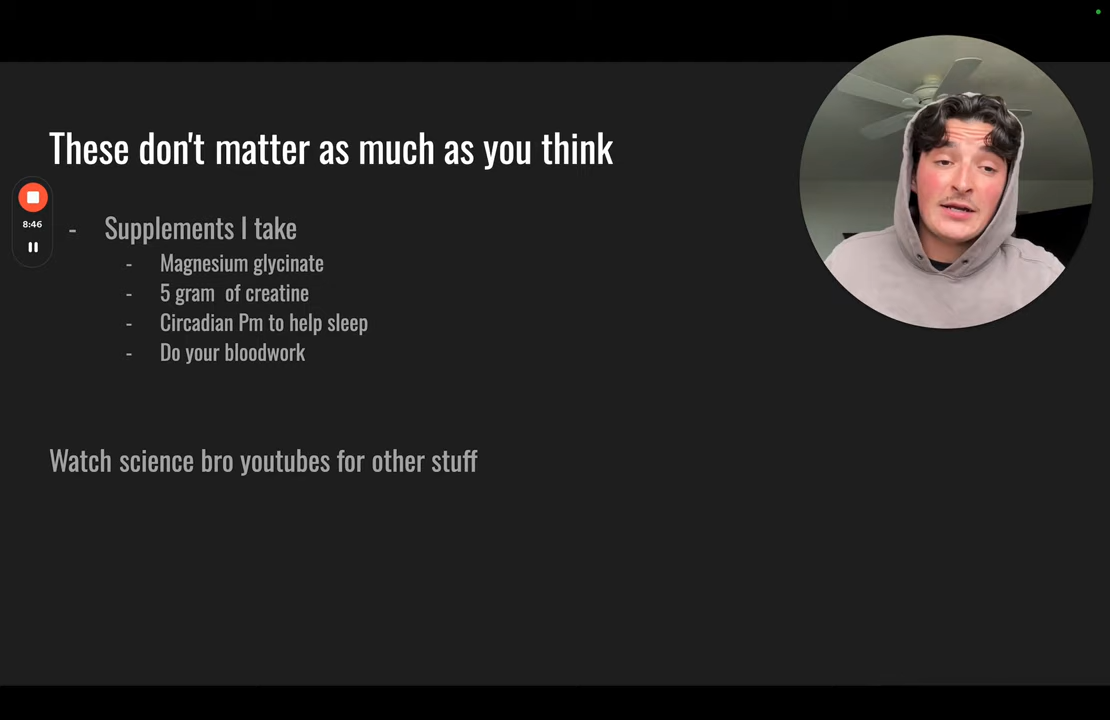 These don't matter as much as you think
8:46
- Supplements I take
- Magnesium glycinate
- 5 gram  of creatine
- Circadian Pm to help sleep
- Do your bloodwork
Watch science bro youtubes for other stuff